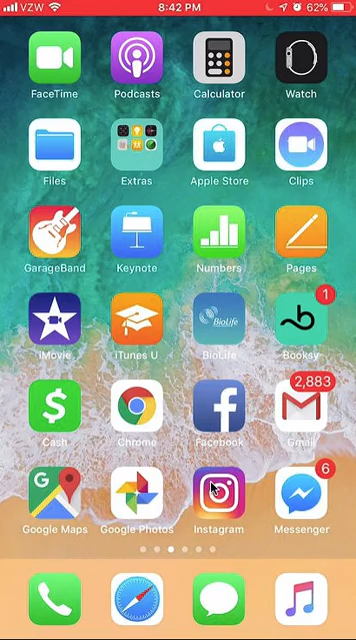 VZW 8:42 PM 62%
FaceTime Podcasts Calculator Watch
Files Extras Apple Store Clips
GarageBand Keynote Numbers Pages
1
BioLife
iMovie iTunes U BioLife Booksy
2,883
Cash Chrome Facebook Gmail
G 6
Google Maps Google Photos Instagram Messenger